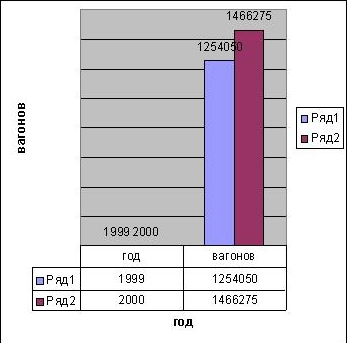 1466275
1254050
вагонов
Ряд1
Ряд2
1999 2000
год вагонов
Ряд1 1999 1254050
Ряд2 2000 1466275
год